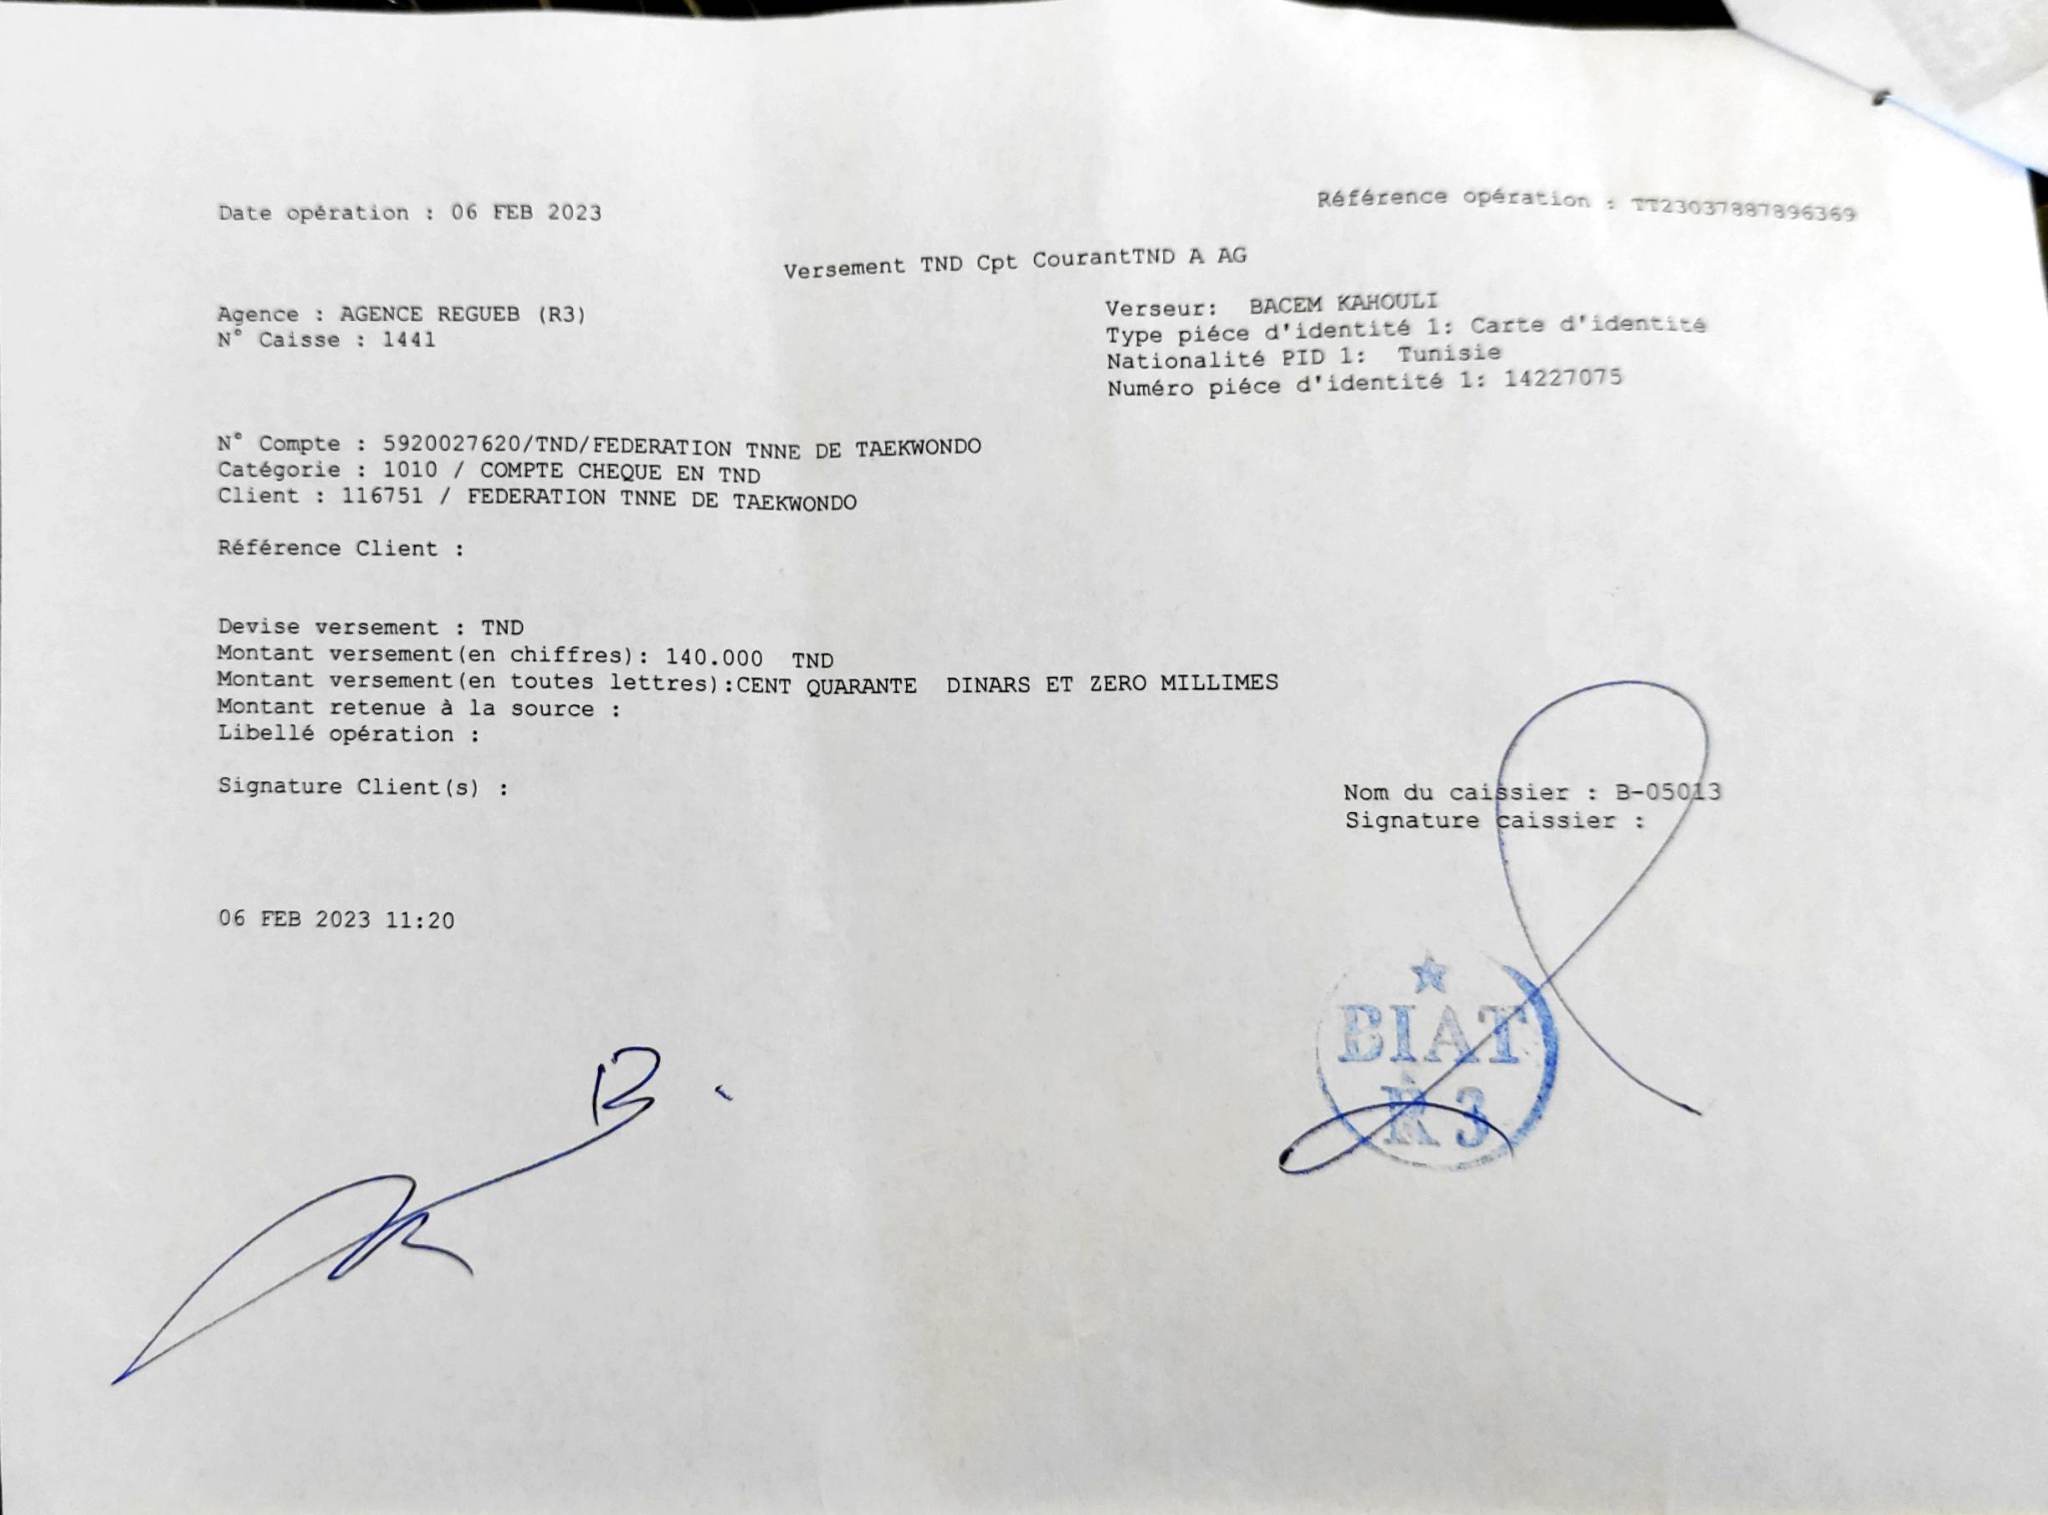 Date opération : 06 FEB 2023
Référence opération : TT23037887896369
Versement TND Cpt CourantTND A AG
Agence : AGENCE REGUEB (R3)
N° Caisse : 1441
Verseur: BACEM KAHOULI
Type piéce d'identité 1: Carte d'identité
Nationalité PID 1: Tunisie
Numéro piéce d'identité 1: 14227075
N° Compte : 5920027620/TND/FEDERATION TNNE DE TAEKWONDO
Catégorie : 1010 / COMPTE CHEQUE EN TND
Client : 116751 / FEDERATION TNNE DE TAEKWONDO
Référence Client :
Devise versement : TND
Montant versement(en chiffres): 140.000 TND
Montant versement(en toutes lettres):CENT QUARANTE DINARS ET ZERO MILLIMES
Montant retenue à la source :
Libellé opération :
Signature Client(s) :
Nom du caissier : B-05013
Signature caissier :
06 FEB 2023 11:20
BIAT
R3